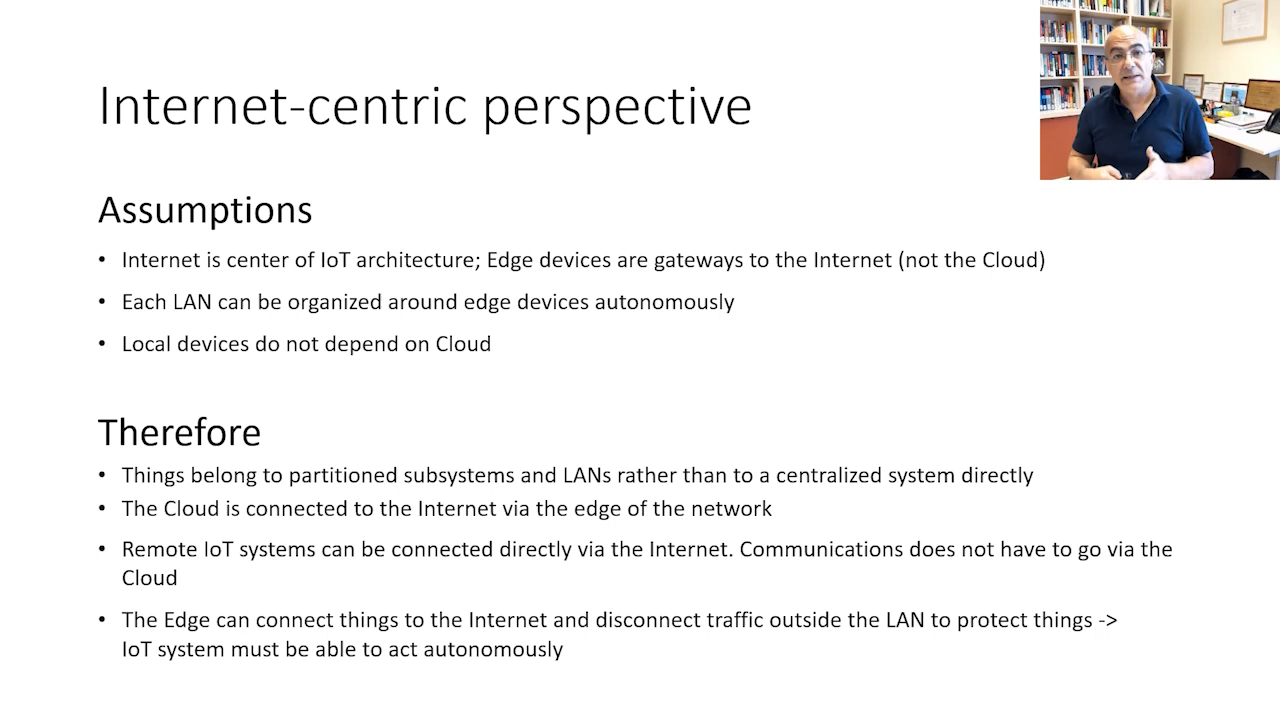 Internet-centric perspective
Assumptions
• Internet is center of IoT architecture; Edge devices are gateways to the Internet (not the Cloud)
• Each LAN can be organized around edge devices autonomously
• Local devices do not depend on Cloud
Therefore
• Things belong to partitioned subsystems and LANs rather than to a centralized system directly
• The Cloud is connected to the Internet via the edge of the network
• Remote IoT systems can be connected directly via the Internet. Communications does not have to go via the
Cloud
• The Edge can connect things to the Internet and disconnect traffic outside the LAN to protect things ->
IoT system must be able to act autonomously